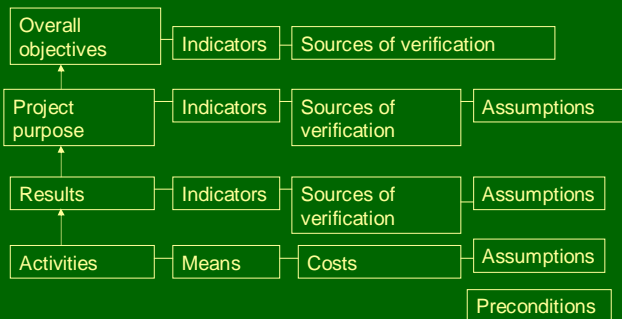 Overall
objectives
Indicators
Sources of verification
Project
purpose
Indicators
Sources of
verification
Assumptions
Results
Indicators
Sources of
verification
Assumptions
Activities
Means
Costs
Assumptions
Preconditions